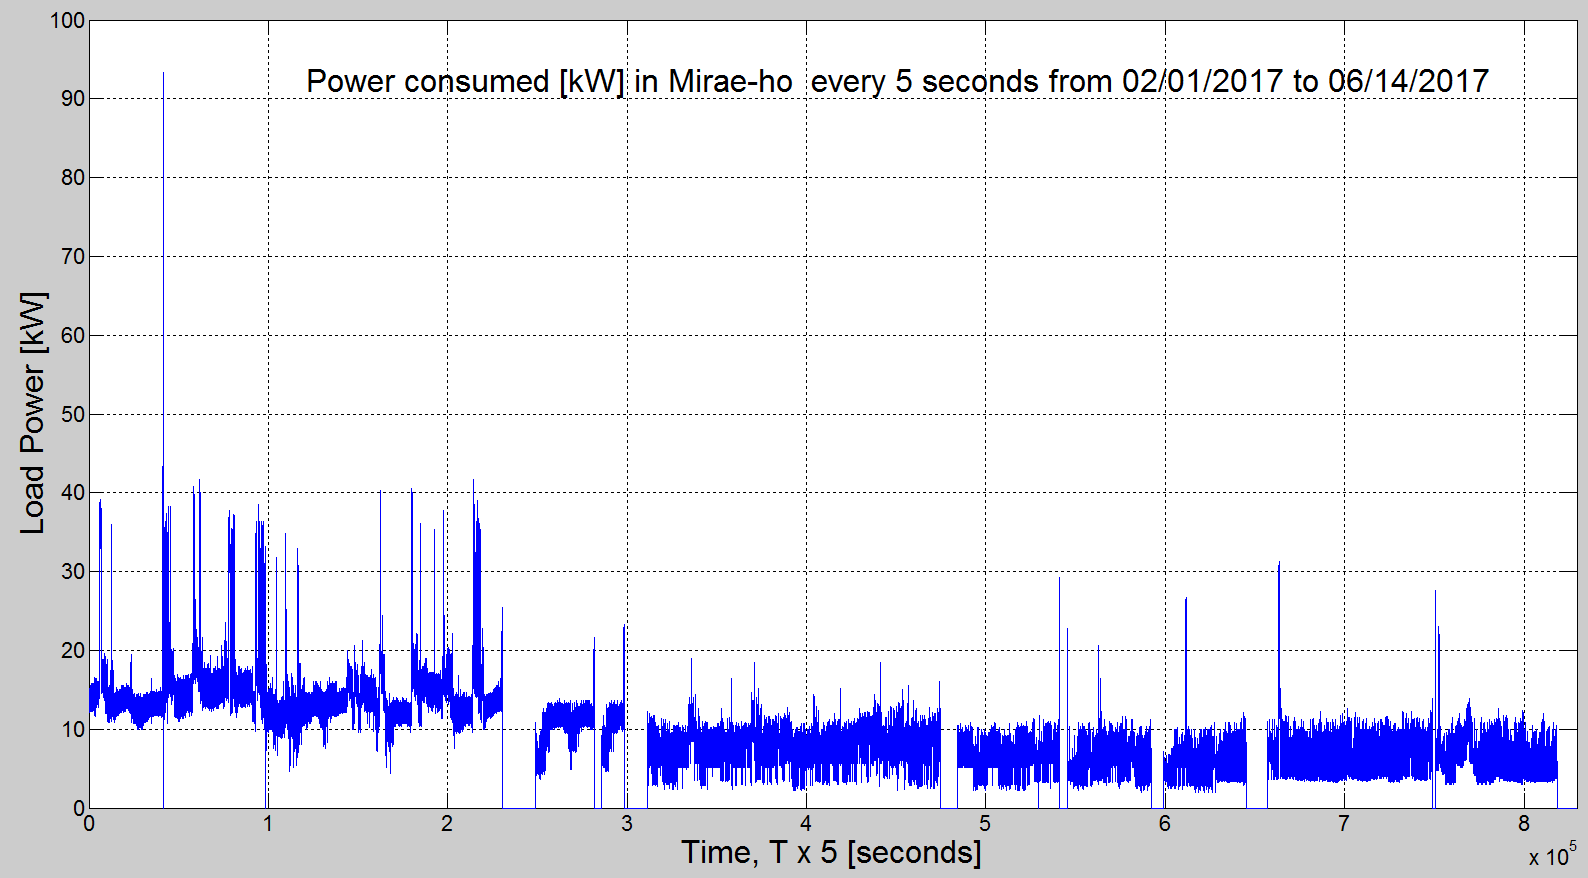 100
90
80
70
60
50
40
30
20
10
0
Load Power [kW]
Power consumed [kW] in Mirae-ho  every 5 seconds from 02/01/2017 to 06/14/2017
0 1 2 3 4 5 6 7 8
x 10^5
Time, T x 5 [seconds]